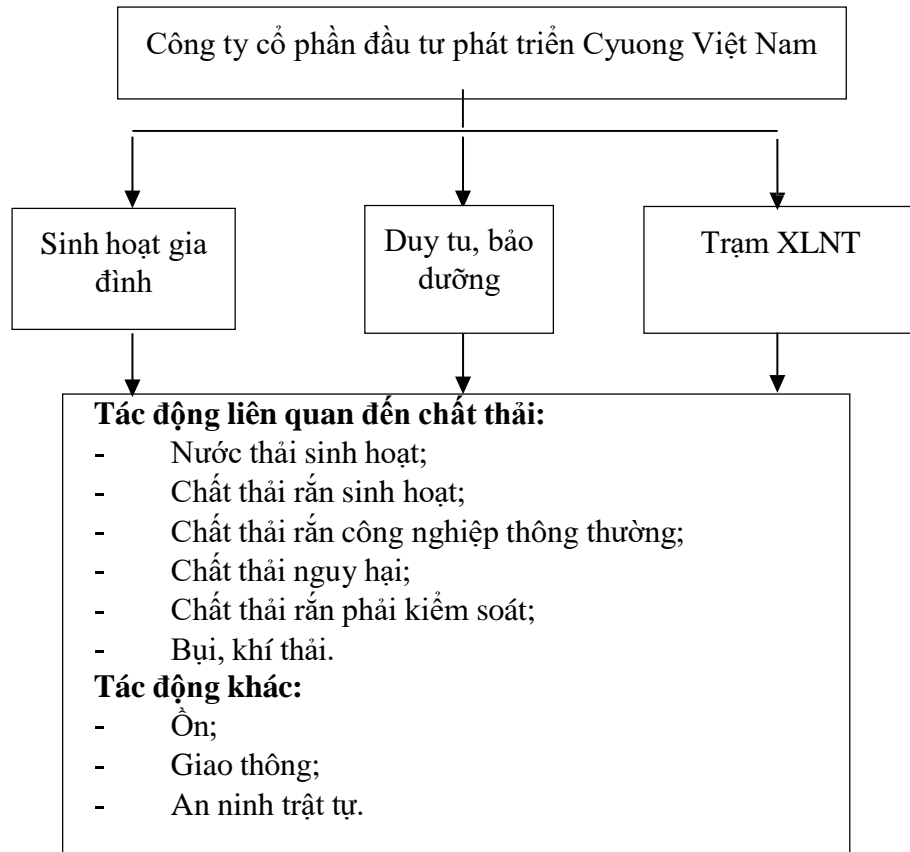 Công ty cổ phần đầu tư phát triển Cyuong Việt Nam
Sinh hoạt gia
đình
Duy tu, bảo
dưỡng
Trạm XLNT
Tác động liên quan đến chất thải:
- Nước thải sinh hoạt;
- Chất thải rắn sinh hoạt;
- Chất thải rắn công nghiệp thông thường;
- Chất thải nguy hại;
- Chất thải rắn phải kiểm soát;
- Bụi, khí thải.
Tác động khác:
- Ồn;
- Giao thông;
- An ninh trật tự.